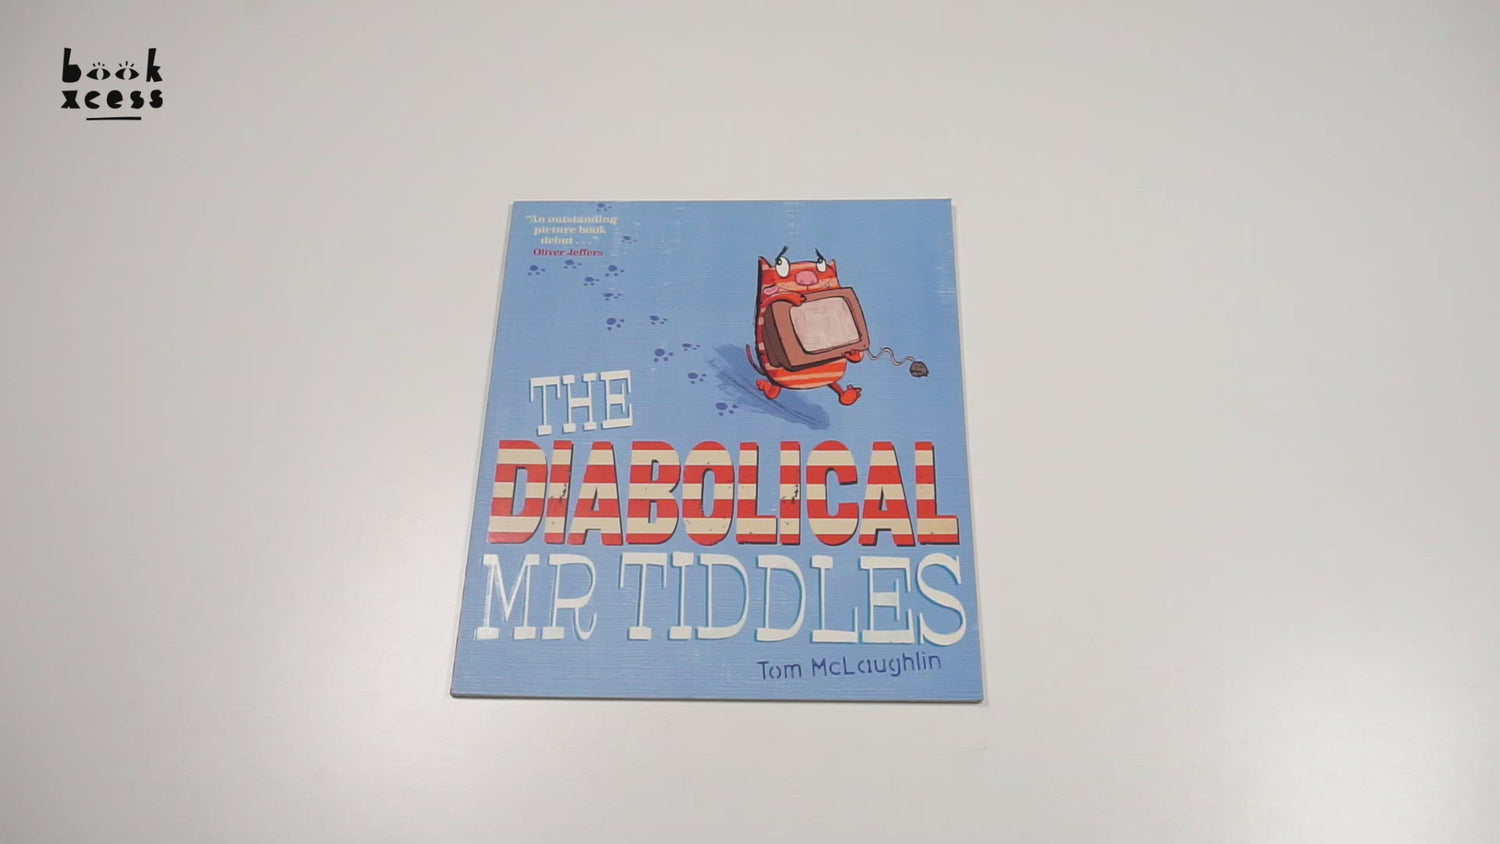 book
xcess
"An outstanding
picture book
debut . . ."
Oliver Jeffers
THE
DIABOLICAL
MR TIDDLES
Tom McLaughlin